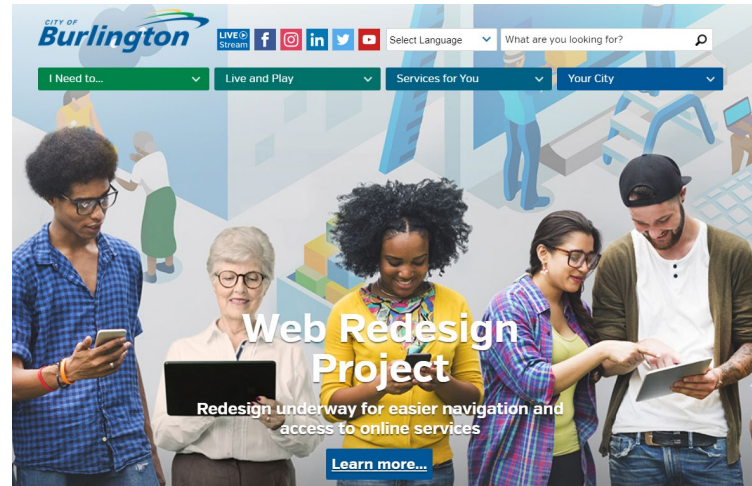 CITY OF
Burlington
LIVE
Stream
Select Language
What are you looking for?
I Need to...
Live and Play
Services for You
Your City
Web Redesign
Project
Redesign underway for easier navigation and
access to online services
Learn more...